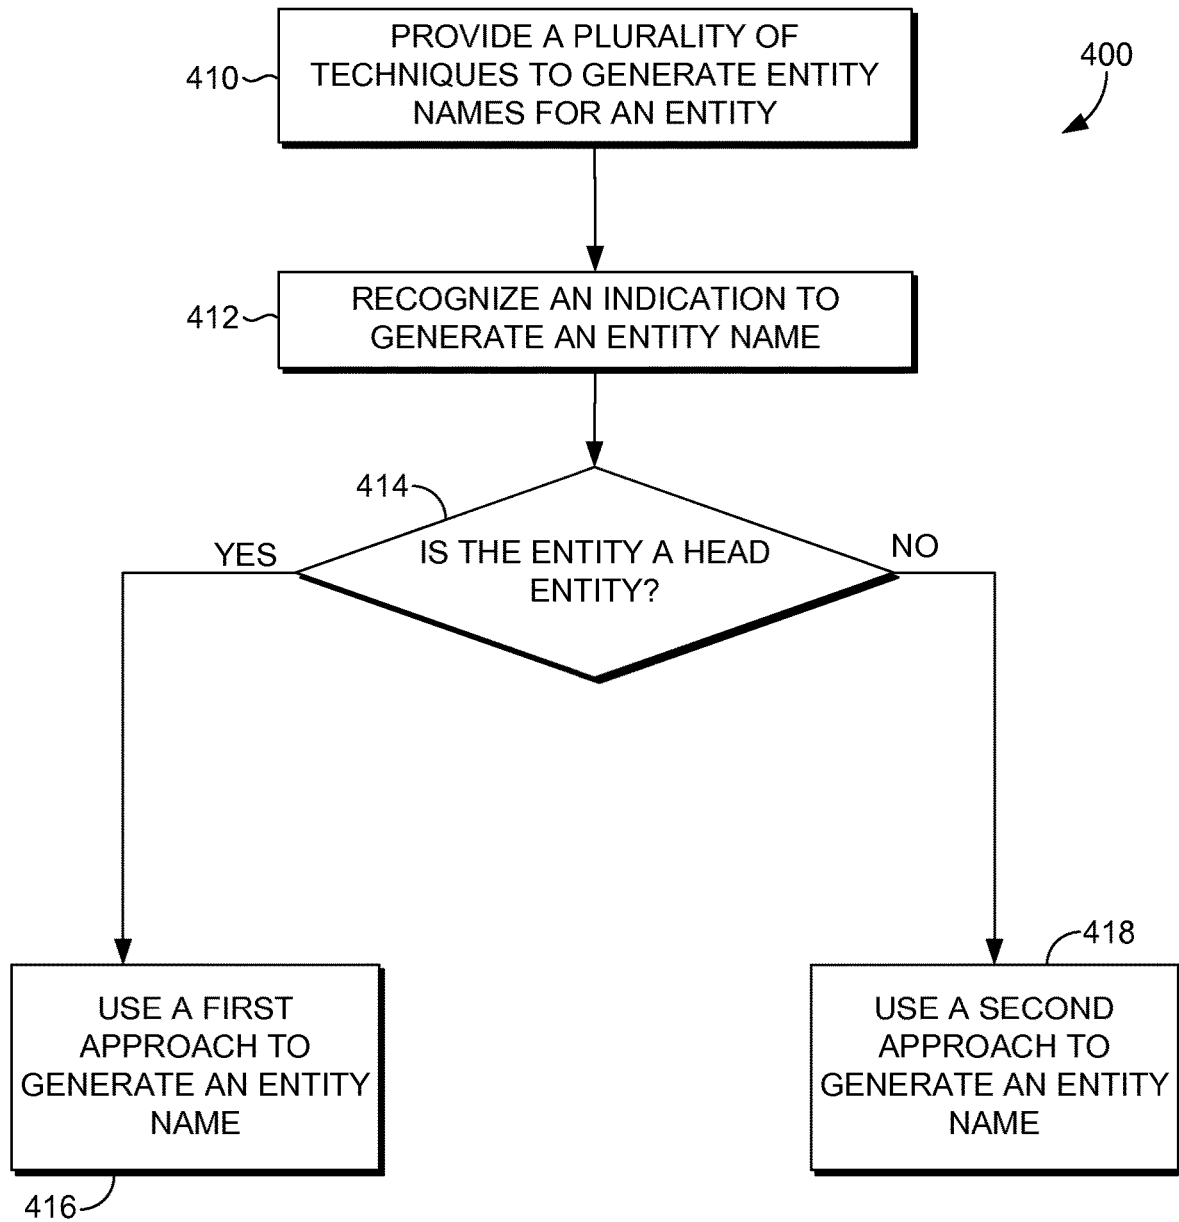 PROVIDE A PLURALITY OF
TECHNIQUES TO GENERATE ENTITY
NAMES FOR AN ENTITY
410
400
RECOGNIZE AN INDICATION TO
GENERATE AN ENTITY NAME
412
414
YES
IS THE ENTITY A HEAD
ENTITY?
NO
418
USE A FIRST
APPROACH TO
GENERATE AN ENTITY
NAME
416
USE A SECOND
APPROACH TO
GENERATE AN ENTITY
NAME